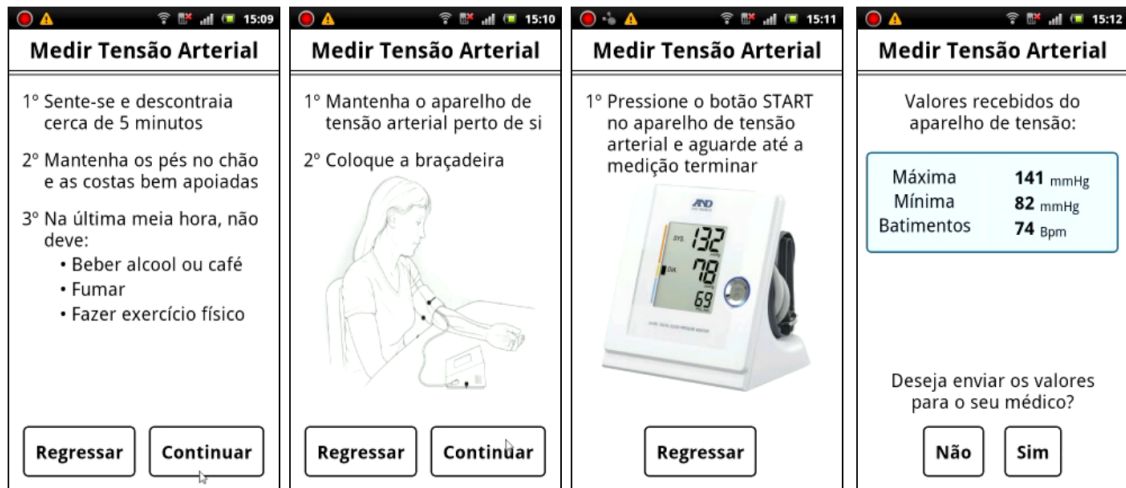 15:09
Medir Tensão Arterial
1º Sente-se e descontraia
cerca de 5 minutos
2º Mantenha os pés no chão
e as costas bem apoiadas
3º Na última meia hora, não
deve:
• Beber alcool ou café
• Fumar
• Fazer exercício físico
Regressar
Continuar
15:10
Medir Tensão Arterial
1º Mantenha o aparelho de
tensão arterial perto de si
2º Coloque a braçadeira
Regressar
Continuar
15:11
Medir Tensão Arterial
1º Pressione o botão START
no aparelho de tensão
arterial e aguarde até a
medição terminar
AND
SYS. 132
DIA. 78
69
Regressar
15:12
Medir Tensão Arterial
Valores recebidos do
aparelho de tensão:
Máxima 141 mmHg
Mínima 82 mmHg
Batimentos 74 Bpm
Deseja enviar os valores
para o seu médico?
Não
Sim